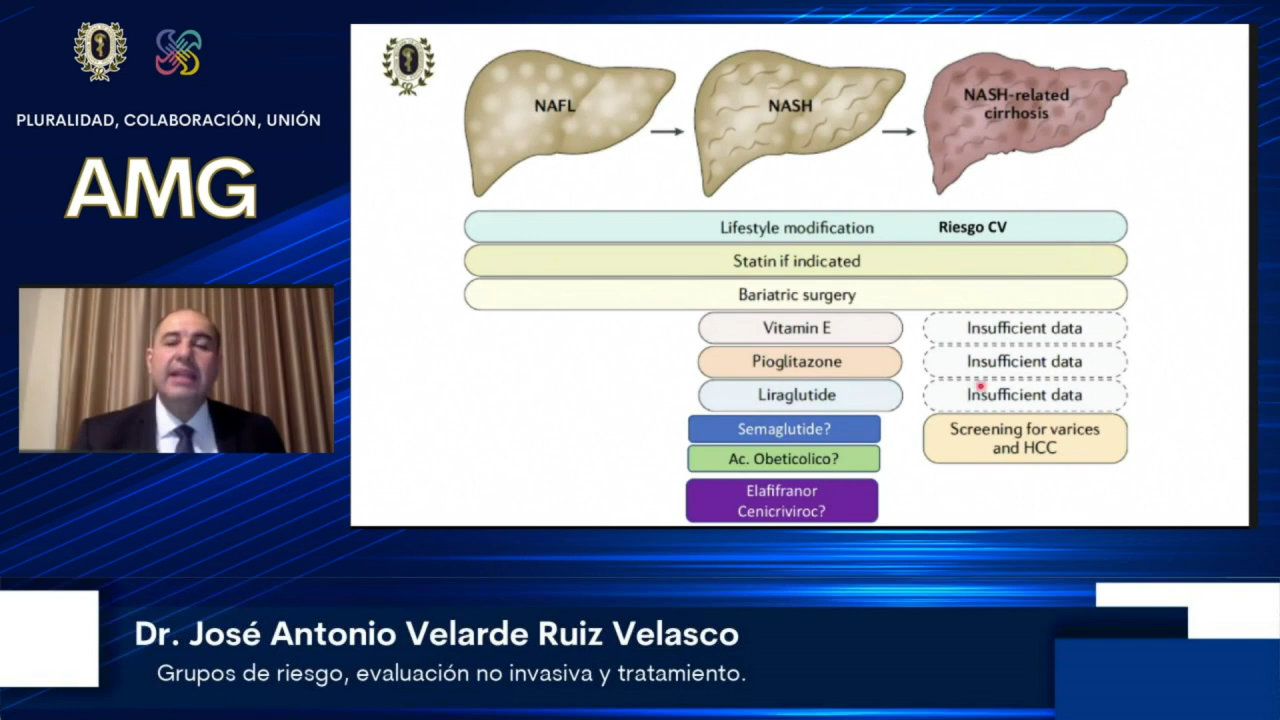 PLURALIDAD, COLABORACIÓN, UNIÓN
AMG
NAFL
NASH
NASH-related
cirrhosis
Lifestyle modification
Riesgo CV
Statin if indicated
Bariatric surgery
Vitamin E
Insufficient data
Pioglitazone
Insufficient data
Liraglutide
Insufficient data
Semaglutide?
Screening for varices
and HCC
Ac. Obeticolico?
Elafifranor
Cenicriviroc?
Dr. José Antonio Velarde Ruiz Velasco
Grupos de riesgo, evaluación no invasiva y tratamiento.